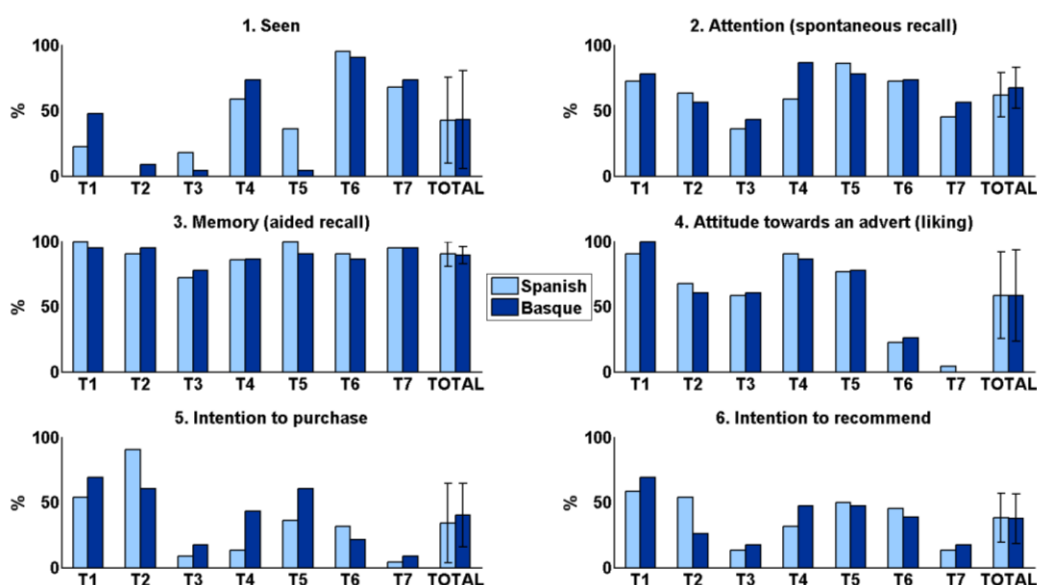 1. Seen
2. Attention (spontaneous recall)
100
50
0
%
T1 T2 T3 T4 T5 T6 T7 TOTAL
100
50
0
%
T1 T2 T3 T4 T5 T6 T7 TOTAL
3. Memory (aided recall)
4. Attitude towards an advert (liking)
100
50
0
%
T1 T2 T3 T4 T5 T6 T7 TOTAL
Spanish
Basque
100
50
0
%
T1 T2 T3 T4 T5 T6 T7 TOTAL
5. Intention to purchase
6. Intention to recommend
100
50
0
%
T1 T2 T3 T4 T5 T6 T7 TOTAL
100
50
0
%
T1 T2 T3 T4 T5 T6 T7 TOTAL